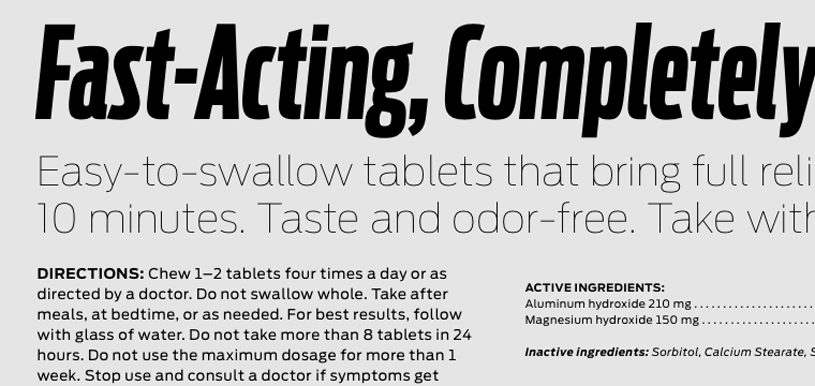 Fast-Acting, Completely
Easy-to-swallow tablets that bring full reli
10 minutes. Taste and odor-free. Take with
DIRECTIONS: Chew 1–2 tablets four times a day or as
directed by a doctor. Do not swallow whole. Take after
meals, at bedtime, or as needed. For best results, follow
with glass of water. Do not take more than 8 tablets in 24
hours. Do not use the maximum dosage for more than 1
week. Stop use and consult a doctor if symptoms get
ACTIVE INGREDIENTS:
Aluminum hydroxide 210 mg......................
Magnesium hydroxide 150 mg....................
Inactive ingredients: Sorbitol, Calcium Stearate, S